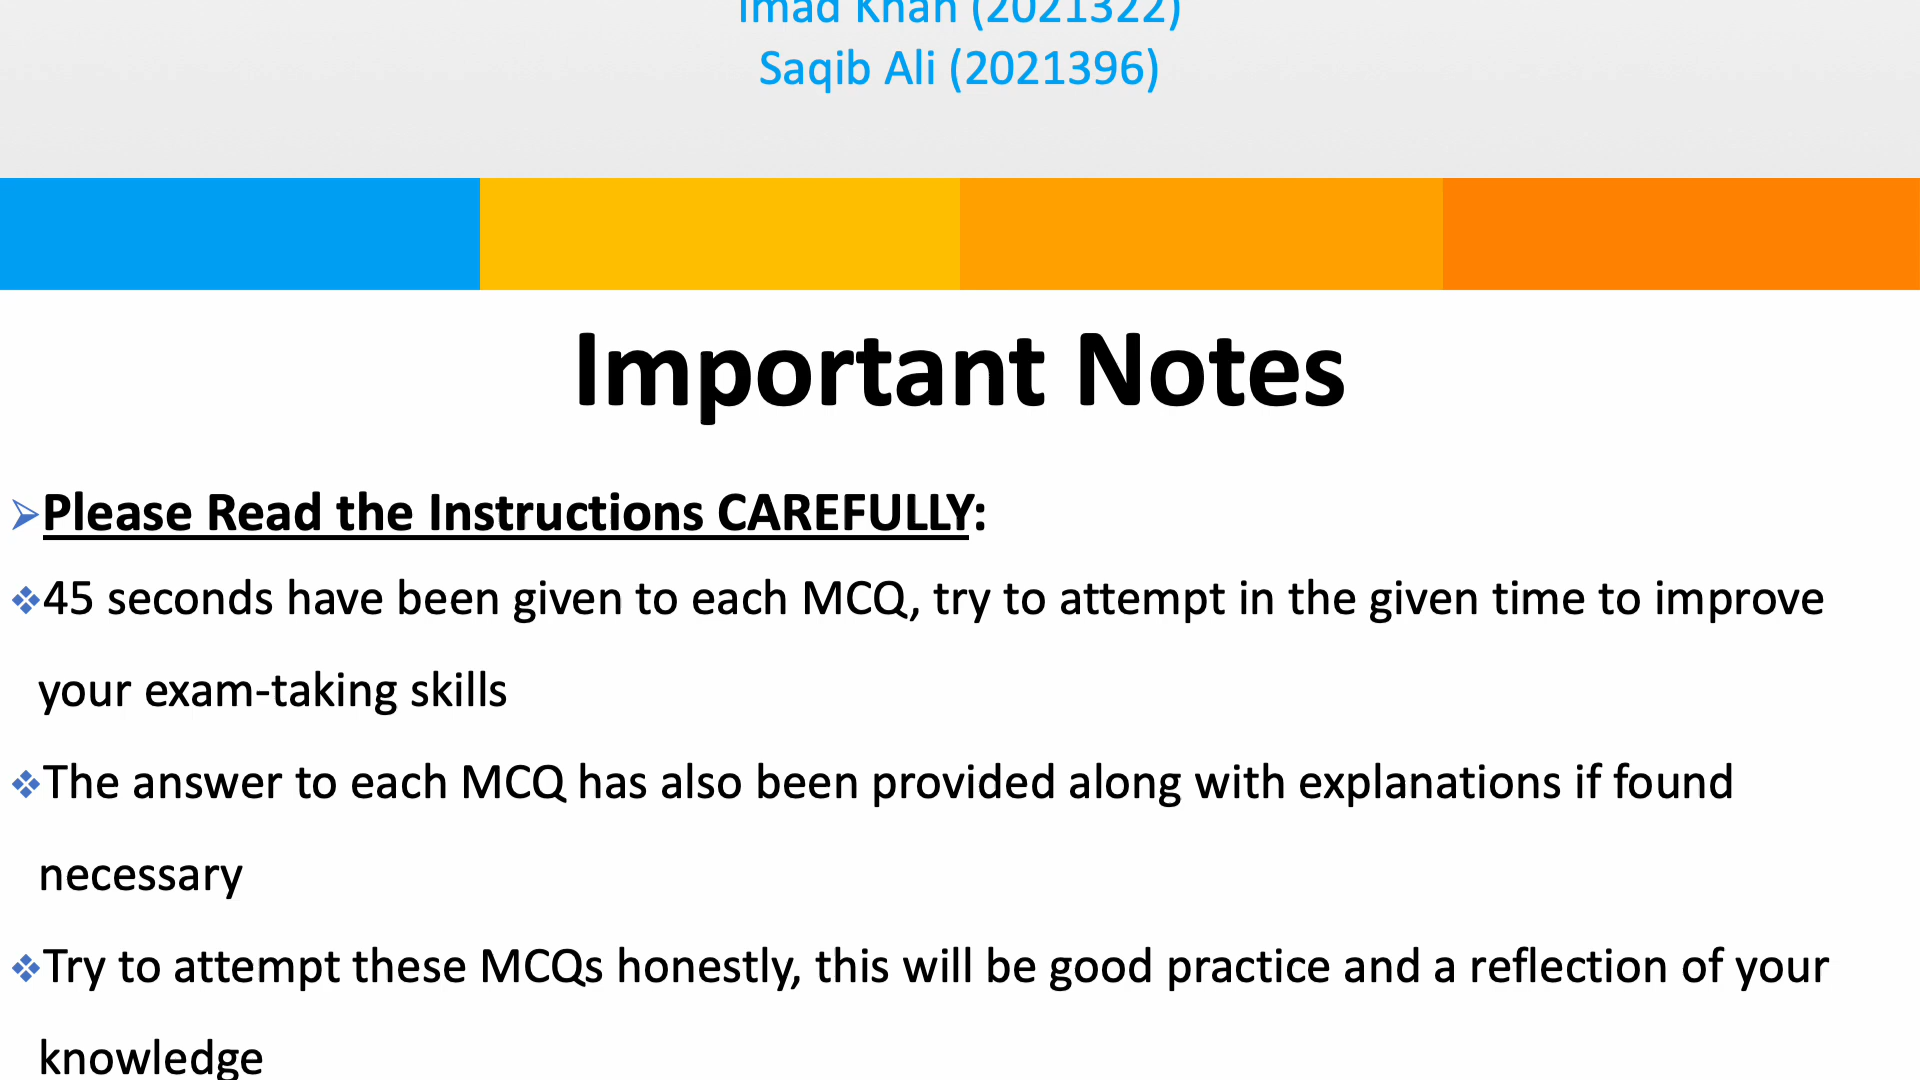 Imad Khan (2021322)
Saqib Ali (2021396)
Important Notes
Please Read the Instructions CAREFULLY:
45 seconds have been given to each MCQ, try to attempt in the given time to improve
your exam-taking skills
The answer to each MCQ has also been provided along with explanations if found
necessary
Try to attempt these MCQs honestly, this will be good practice and a reflection of your
knowledge